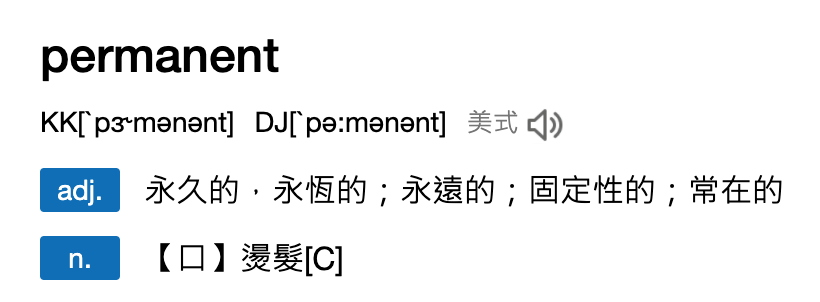 permanent
KK[ˋpɝmənənt] DJ[ˋpə:mənənt] 美式
adj. 永久的，永恆的；永遠的；固定性的；常在的
n. 【口】燙髮[C]